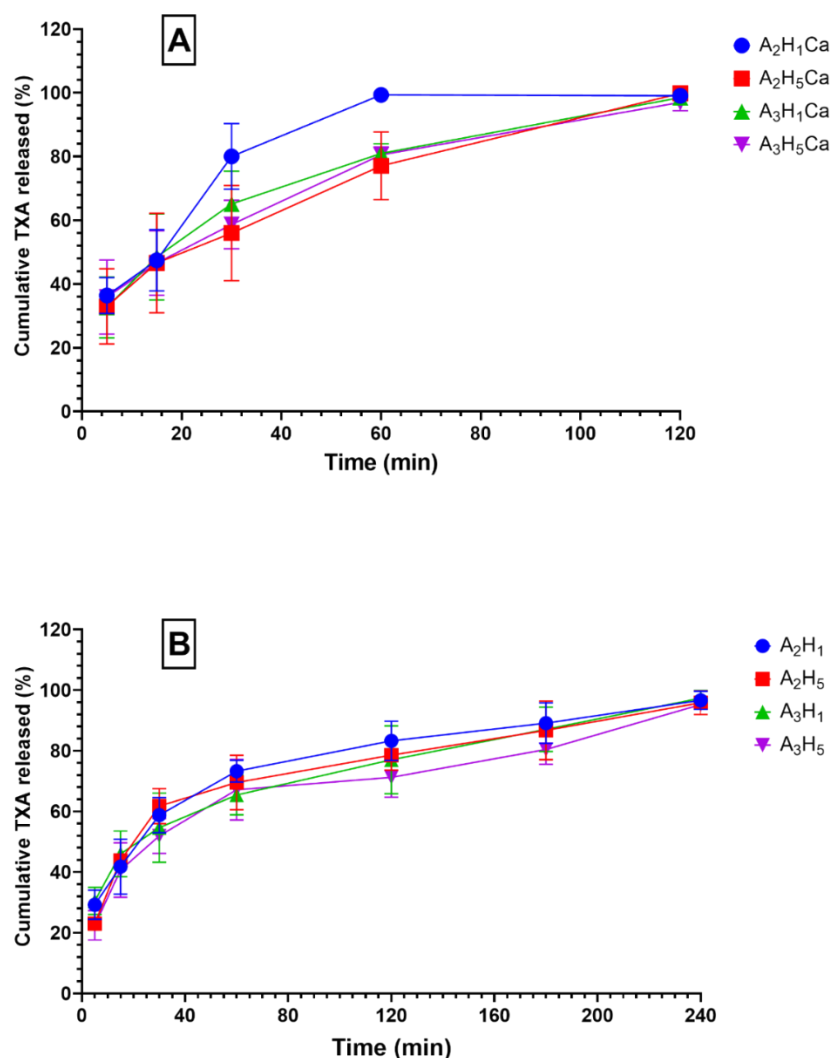 A
Cumulative TXA released (%)
120
100
80
60
40
20
0
0 20 40 60 80 100 120
Time (min)
A₂H₁Ca
A₂H₅Ca
A₃H₁Ca
A₃H₅Ca
B
Cumulative TXA released (%)
120
100
80
60
40
20
0
0 40 80 120 160 200 240
Time (min)
A₂H₁
A₂H₅
A₃H₁
A₃H₅